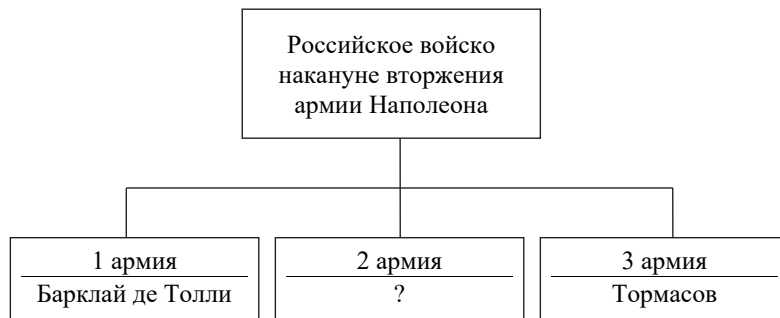 Российское войско
накануне вторжения
армии Наполеона
1 армия
Барклай де Толли
2 армия
?
3 армия
Тормасов